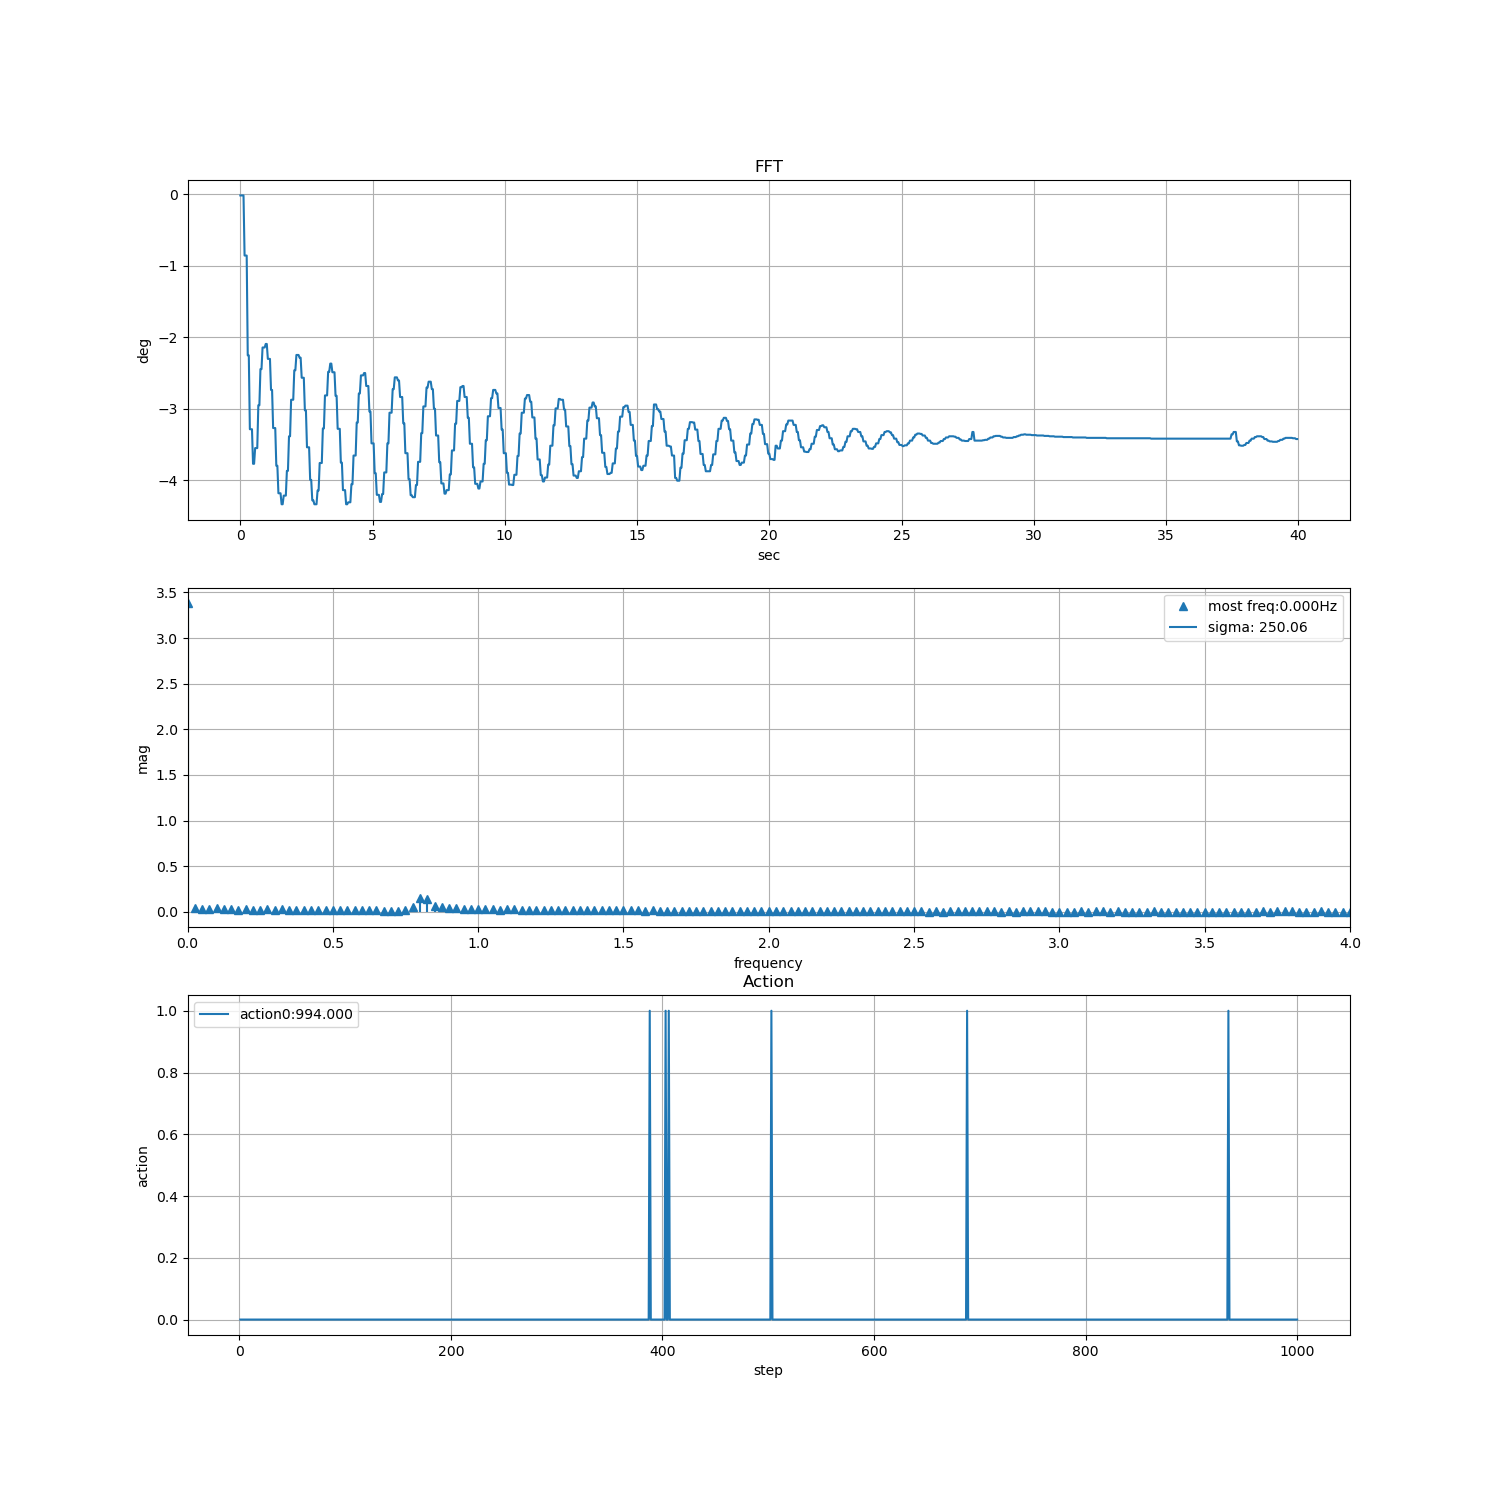 FFT
0
−1
−2
−3
−4
deg
0 5 10 15 20 25 30 35 40
sec
3.5
3.0
2.5
2.0
1.5
1.0
0.5
0.0
mag
most freq:0.000Hz
sigma: 250.06
0.0 0.5 1.0 1.5 2.0 2.5 3.0 3.5 4.0
frequency
Action
1.0
0.8
0.6
0.4
0.2
0.0
action
action0:994.000
0 200 400 600 800 1000
step